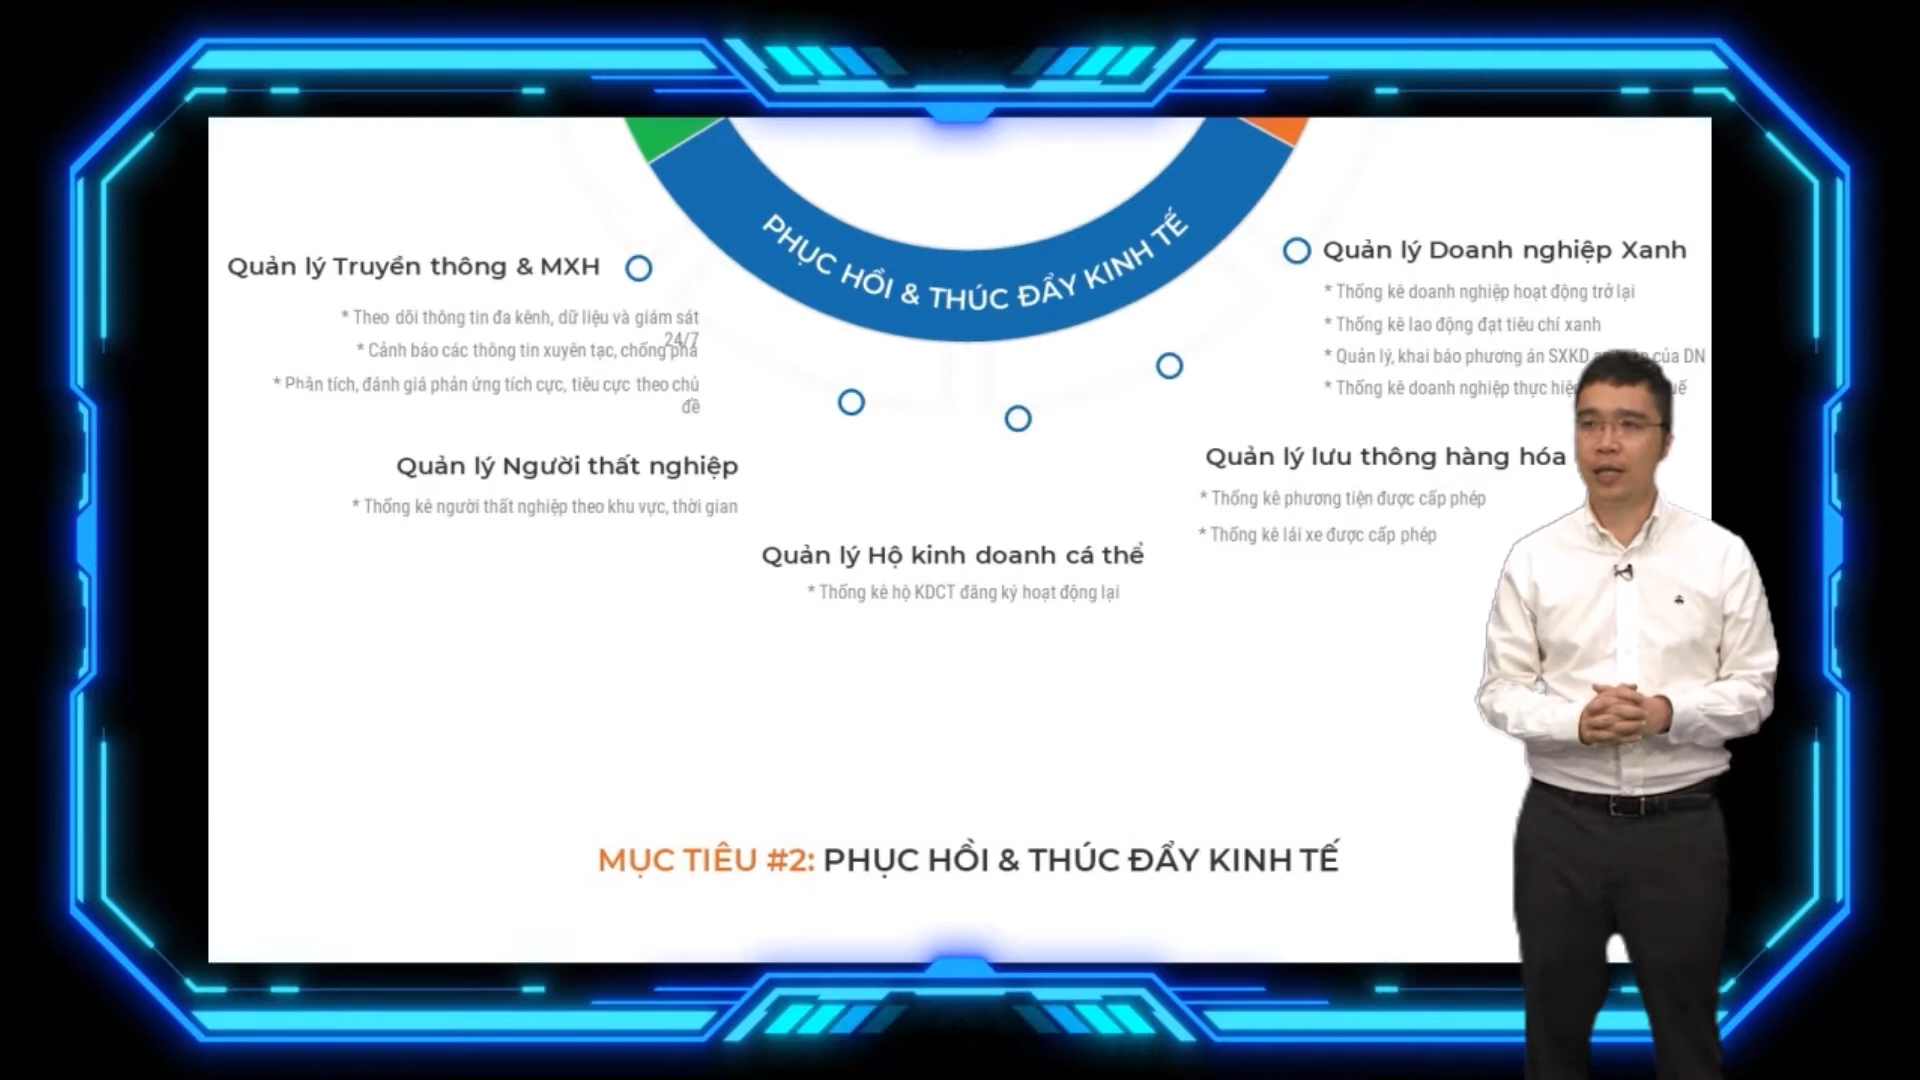 PHỤC HỒI & THÚC ĐẨY KINH TẾ
Quản lý Truyền thông & MXH
* Theo dõi thông tin đa kênh, dữ liệu và giám sát
24/7
* Cảnh báo các thông tin xuyên tạc, chống phá
* Phân tích, đánh giá phản ứng tích cực, tiêu cực theo chủ
đề
Quản lý Doanh nghiệp Xanh
* Thống kê doanh nghiệp hoạt động trở lại
* Thống kê lao động đạt tiêu chí xanh
* Quản lý, khai báo phương án SXKD của DN
* Thống kê doanh nghiệp thực
Quản lý Người thất nghiệp
* Thống kê người thất nghiệp theo khu vực, thời gian
Quản lý lưu thông hàng hóa
* Thống kê phương tiện được cấp phép
* Thống kê lái xe được cấp phép
Quản lý Hộ kinh doanh cá thể
* Thống kê hộ KDCT đăng ký hoạt động lại
MỤC TIÊU #2: PHỤC HỒI & THÚC ĐẨY KINH TẾ